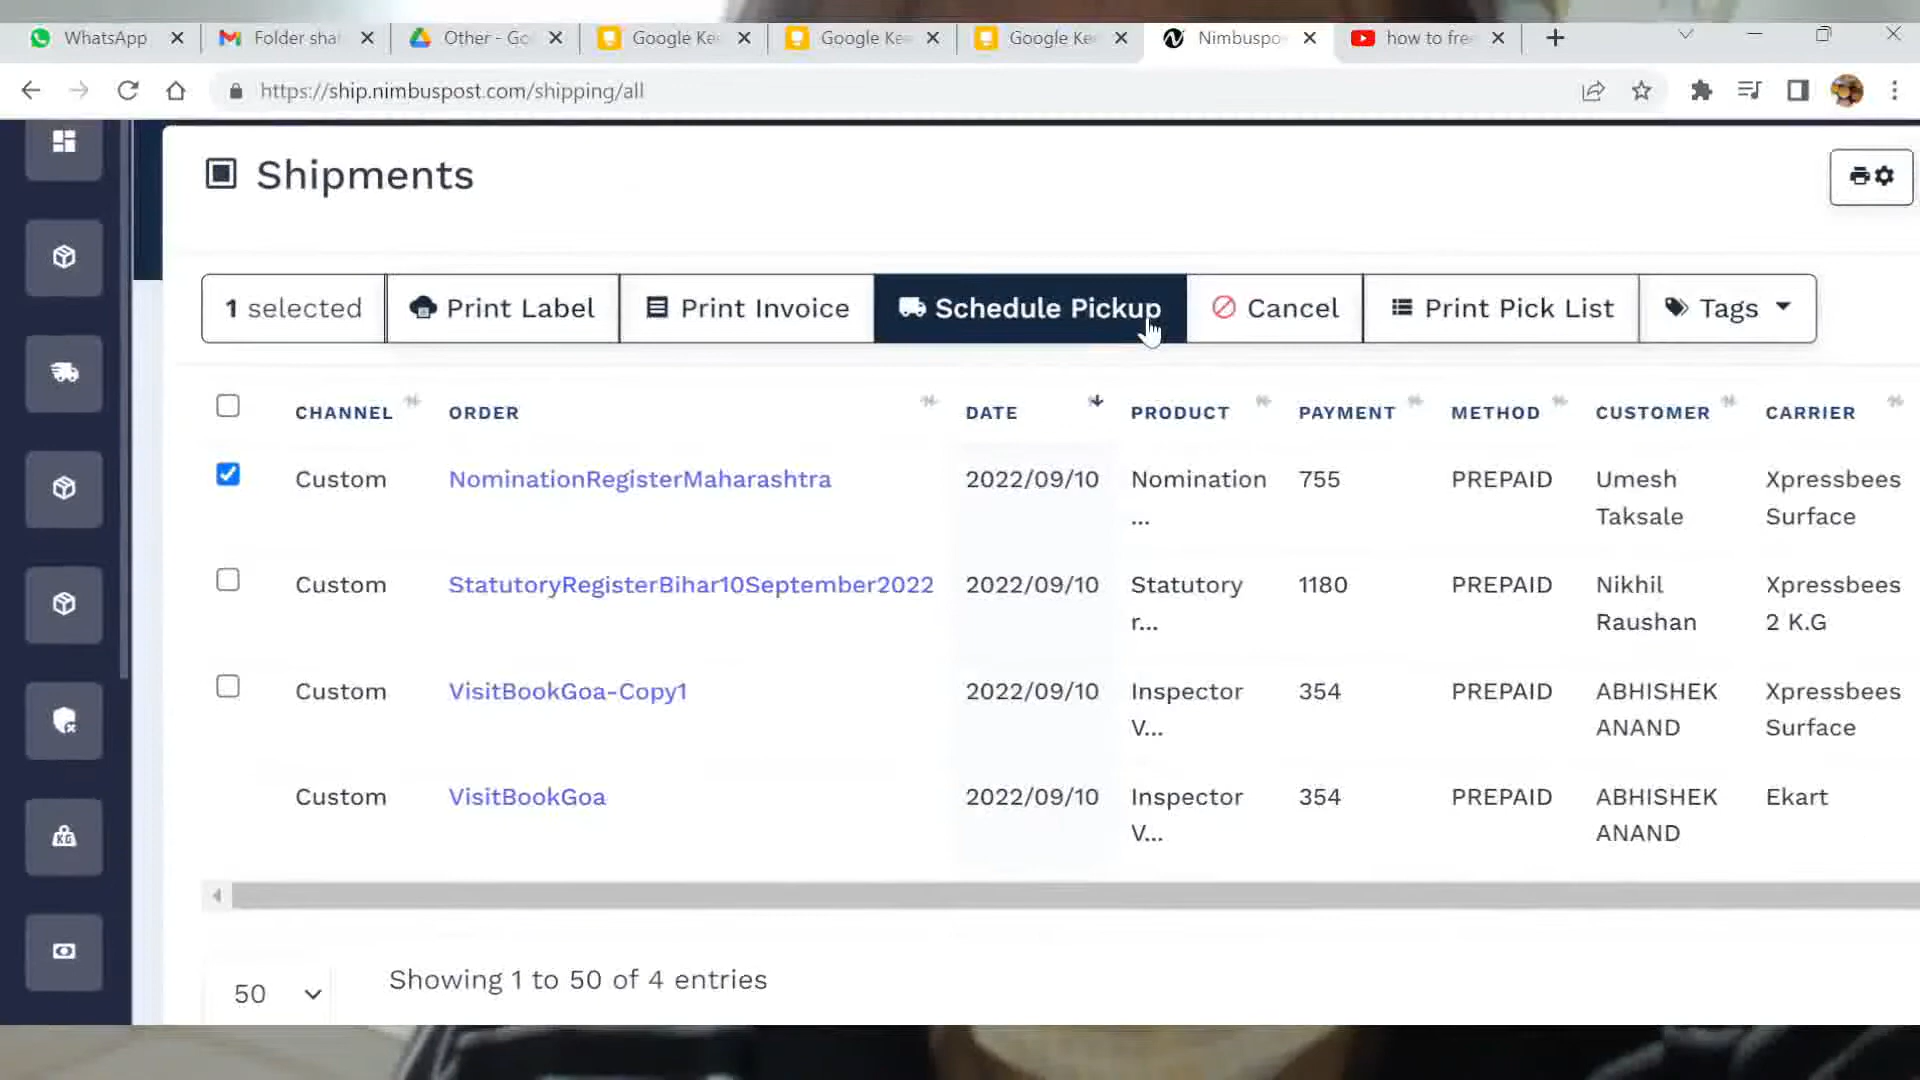 WhatsApp
Folder sha
Other - Go
Google Ke
Google Ke
Google Ke
Nimbuspo
how to fre
https://ship.nimbuspost.com/shipping/all
Shipments
1 selected
Print Label
Print Invoice
Schedule Pickup
Cancel
Print Pick List
Tags
CHANNEL ORDER DATE PRODUCT PAYMENT METHOD CUSTOMER CARRIER
Custom NominationRegisterMaharashtra 2022/09/10 Nomination 755 PREPAID Umesh Xpressbees
... Taksale Surface
Custom StatutoryRegisterBihar10September2022 2022/09/10 Statutory 1180 PREPAID Nikhil Xpressbees
r... Raushan 2 K.G
Custom VisitBookGoa-Copy1 2022/09/10 Inspector 354 PREPAID ABHISHEK Xpressbees
V... ANAND Surface
Custom VisitBookGoa 2022/09/10 Inspector 354 PREPAID ABHISHEK Ekart
V... ANAND
KG
50
Showing 1 to 50 of 4 entries